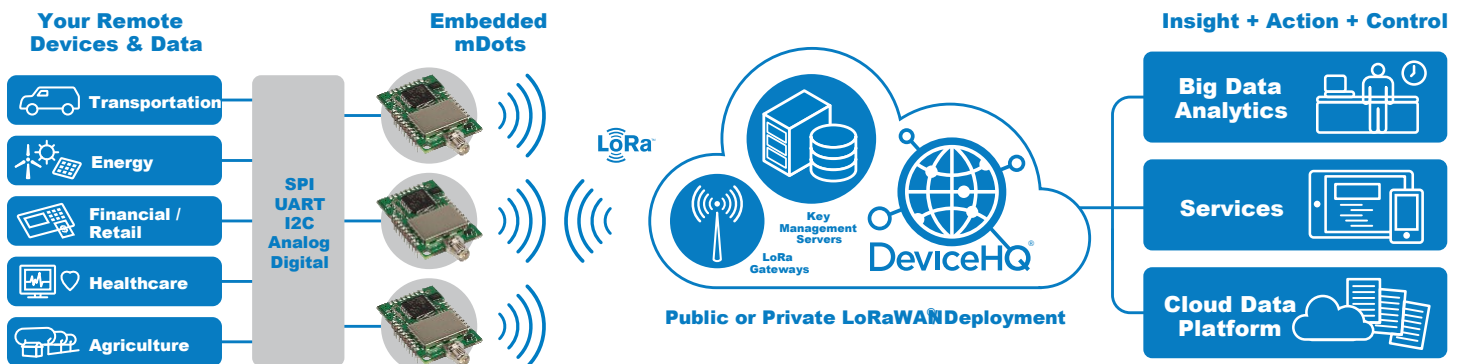 Your Remote
Devices & Data
Transportation
Energy
Financial /
Retail
Healthcare
Agriculture
SPI
UART
I2C
Analog
Digital
Embedded
mDots
LoRa™
Key
Management
Servers
LoRa
Gateways
DeviceHQ®
Public or Private LoRaWAN® Deployment
Insight + Action + Control
Big Data
Analytics
Services
Cloud Data
Platform